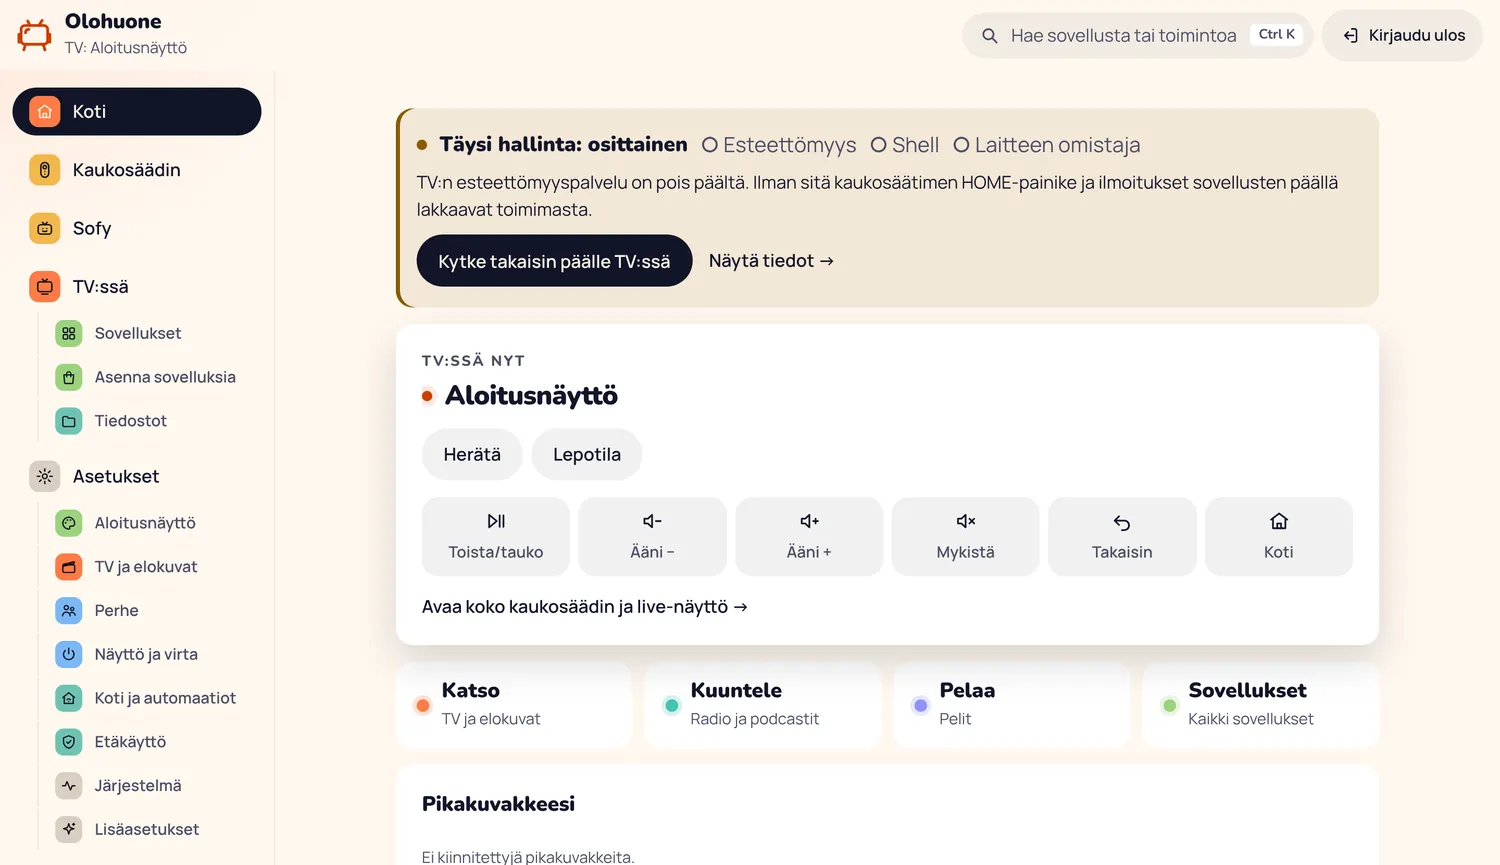 Olohuone
TV: Aloitusnäyttö
Hae sovellusta tai toimintoa
Ctrl K
Kirjaudu ulos
Koti
Kaukosäädin
Sofy
TV:ssä
Sovellukset
Asenna sovelluksia
Tiedostot
Asetukset
Aloitusnäyttö
TV ja elokuvat
Perhe
Näyttö ja virta
Koti ja automaatiot
Etäkäyttö
Järjestelmä
Lisäasetukset
Täysi hallinta: osittainen
Esteettömyys
Shell
Laitteen omistaja
TV:n esteettömyyspalvelu on pois päältä. Ilman sitä kaukosäätimen HOME-painike ja ilmoitukset sovellusten päällä
lakkaavat toimimasta.
Kytke takaisin päälle TV:ssä
Näytä tiedot →
TV:SSÄ NYT
Aloitusnäyttö
Herätä
Lepotila
Toista/tauko
Ääni −
Ääni +
Mykistä
Takaisin
Koti
Avaa koko kaukosäädin ja live-näyttö →
Katso
TV ja elokuvat
Kuuntele
Radio ja podcastit
Pelaa
Pelit
Sovellukset
Kaikki sovellukset
Pikakuvakkeesi
Ei kiinnitettyjä pikakuvakkeita.